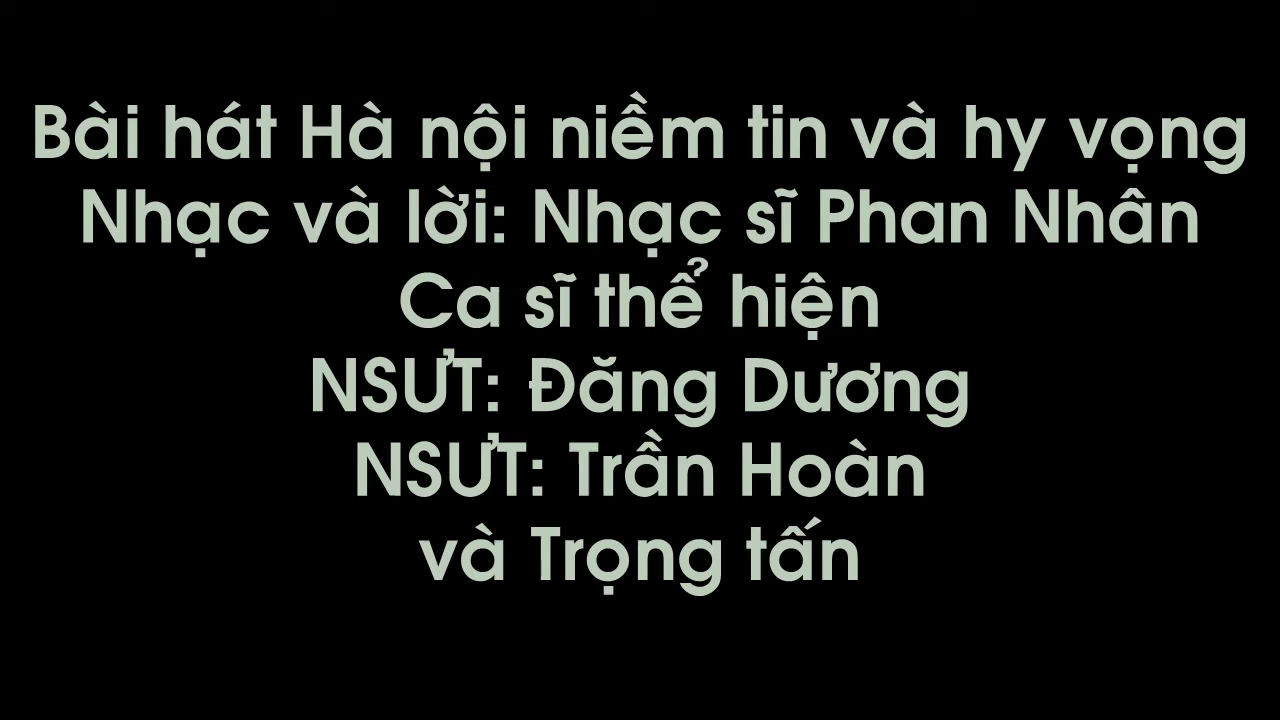 Bài hát Hà nội niềm tin và hy vọng
Nhạc và lời: Nhạc sĩ Phan Nhân
Ca sĩ thể hiện
NSƯT: Đăng Dương
NSƯT: Trần Hoàn
và Trọng tấn